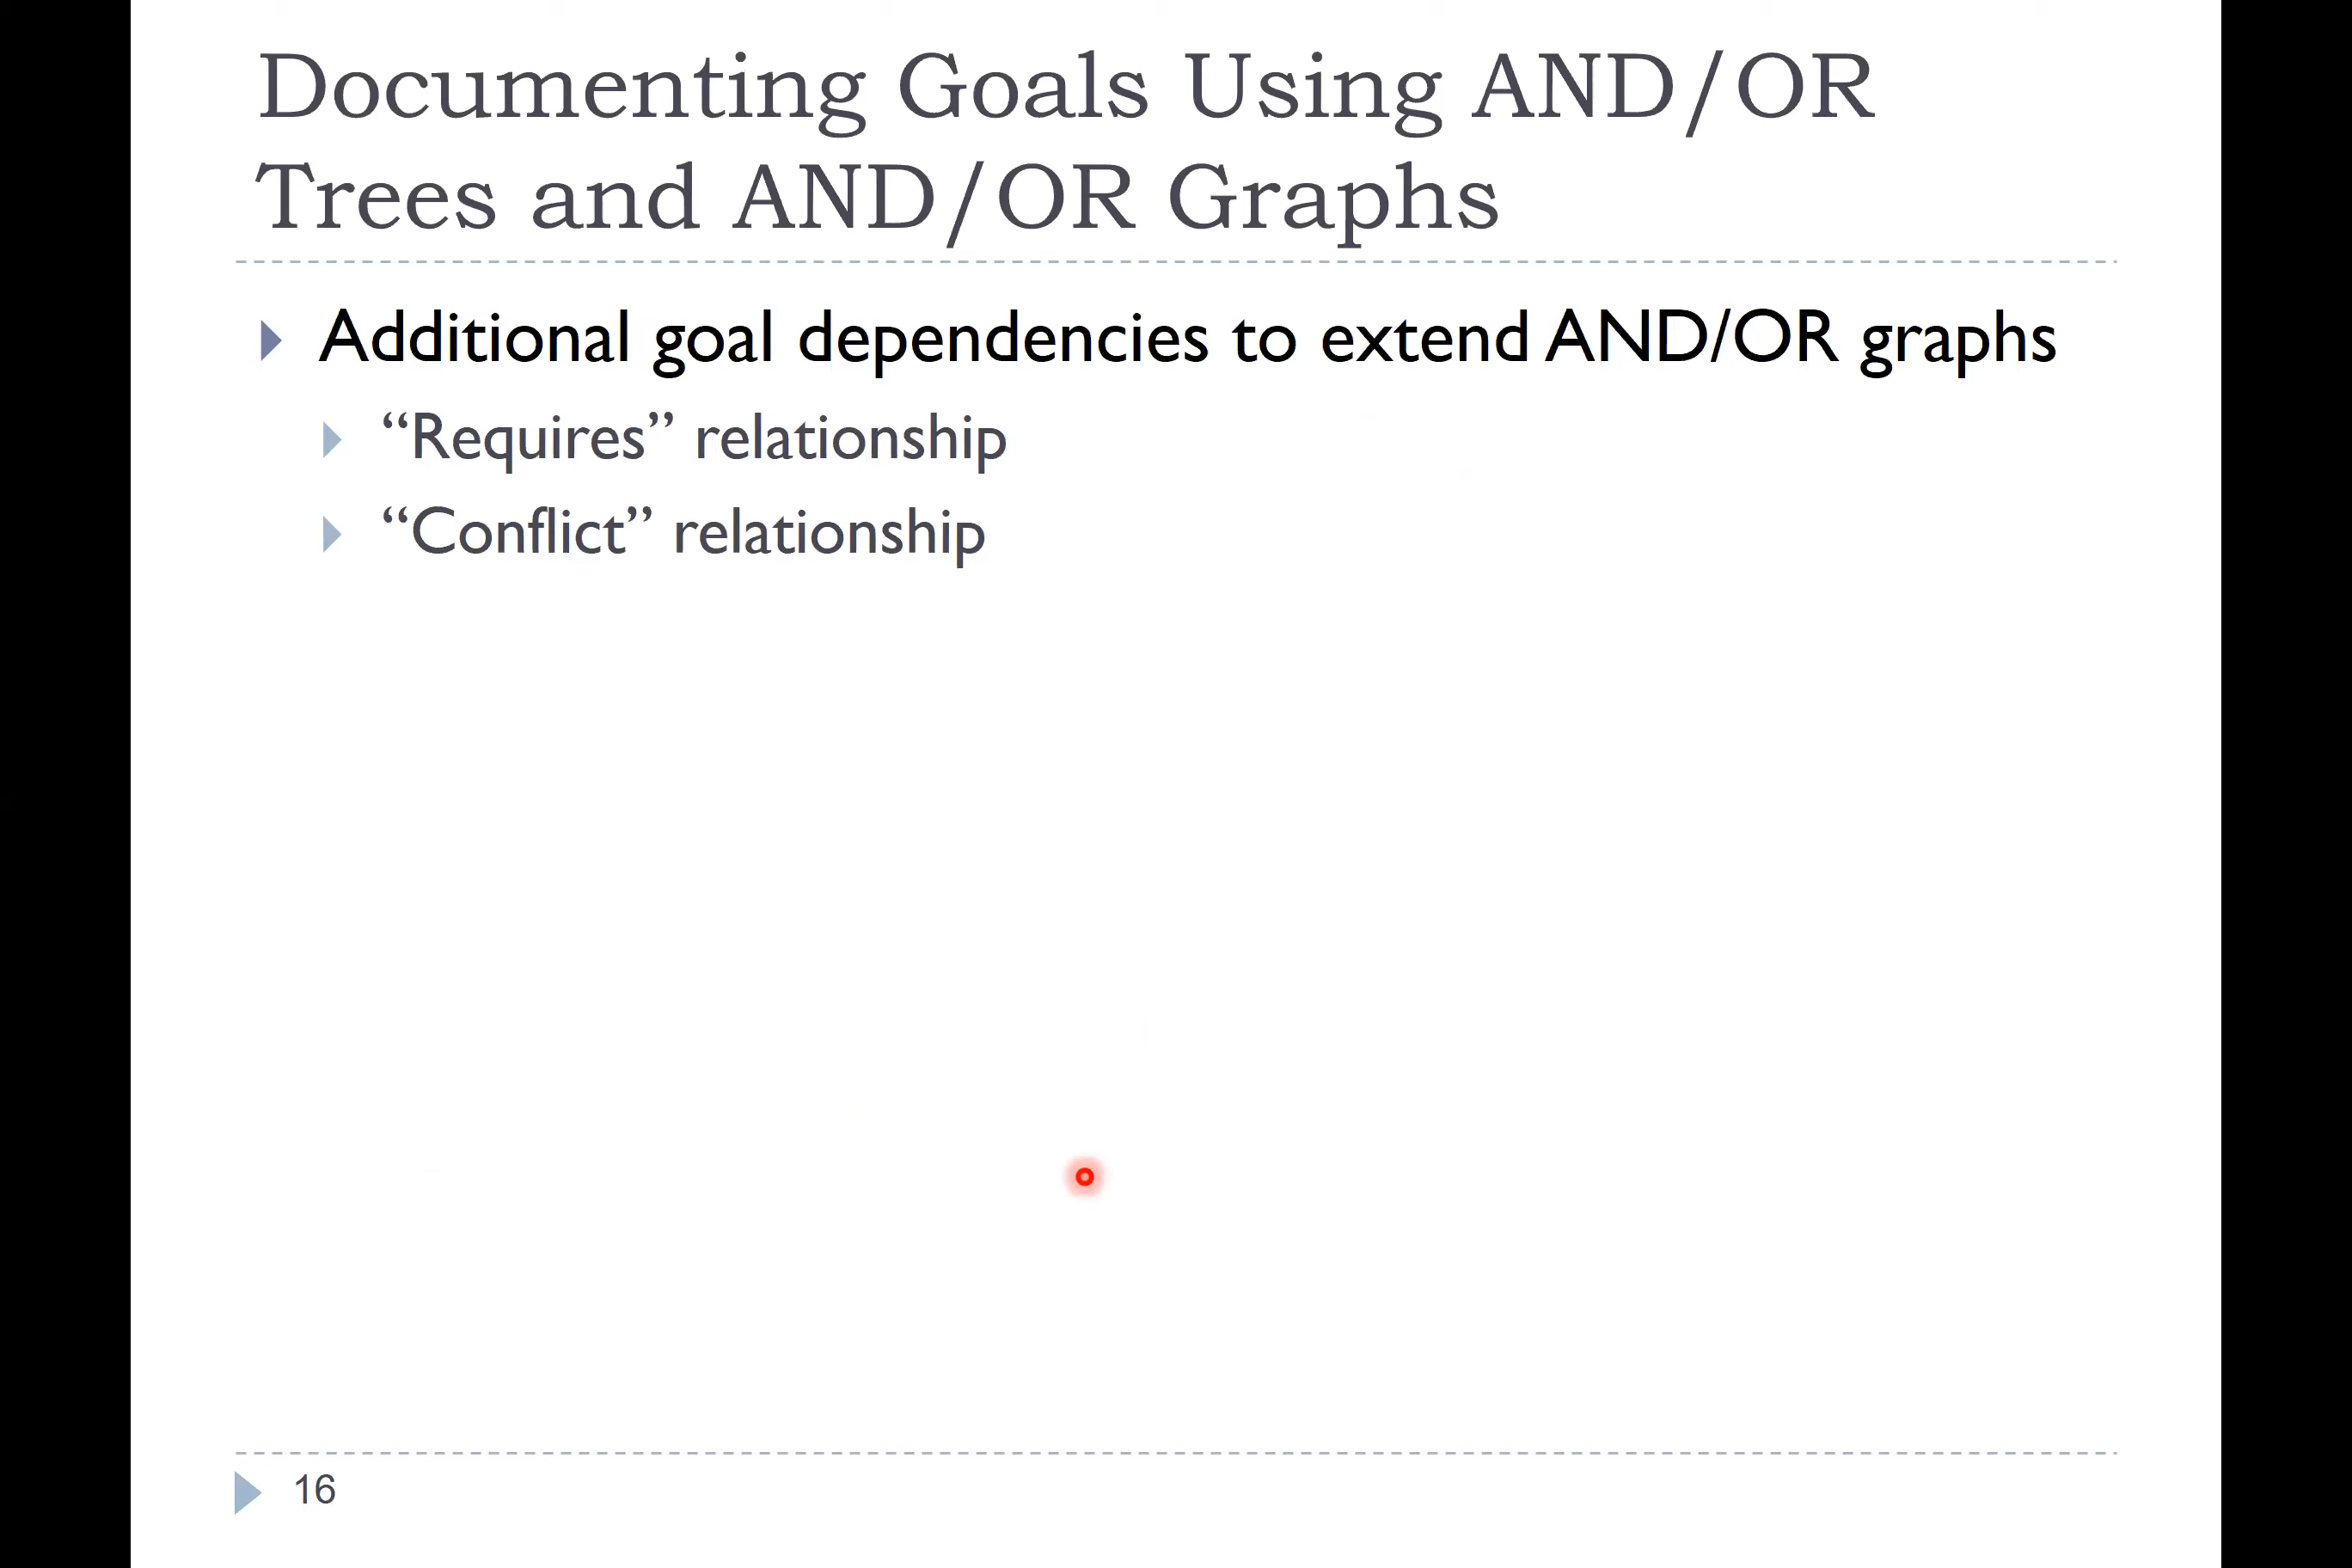 Documenting Goals Using AND/OR
Trees and AND/OR Graphs
Additional goal dependencies to extend AND/OR graphs
“Requires” relationship
“Conflict” relationship
16